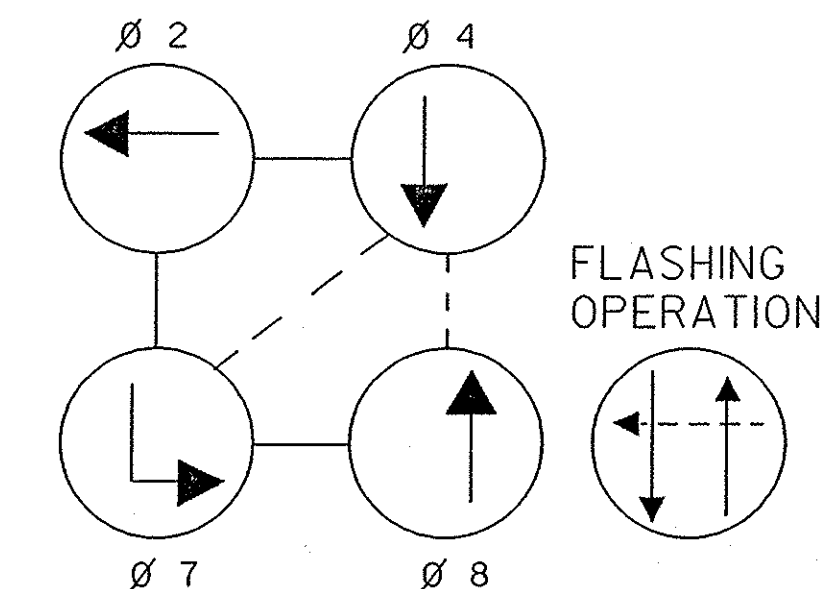 Ø 2
Ø 4
FLASHING
OPERATION
Ø 7
Ø 8